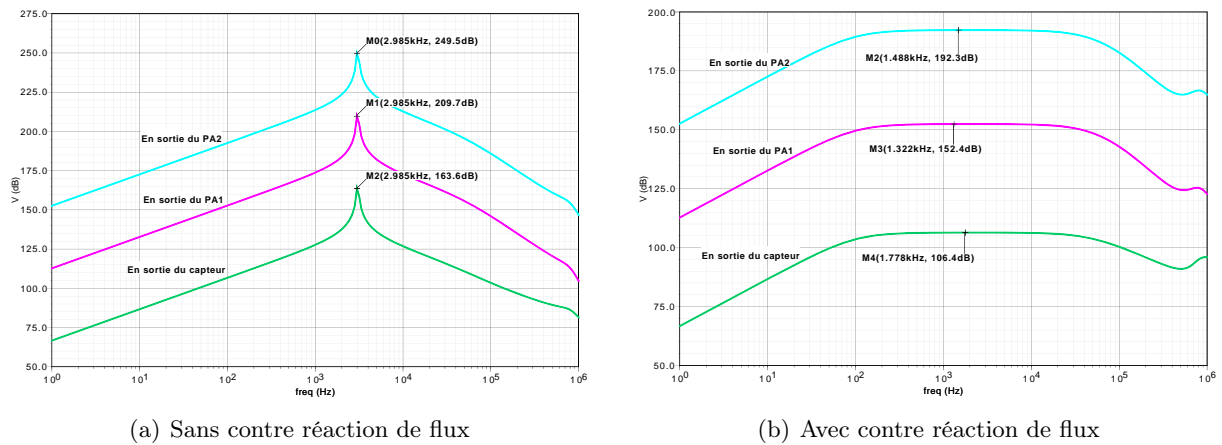 275.0
250.0
225.0
200.0
175.0
150.0
125.0
100.0
75.0
50.0
V (dB)
M0(2.985kHz, 249.5dB)
M1(2.985kHz, 209.7dB)
M2(2.985kHz, 163.6dB)
En sortie du PA2
En sortie du PA1
En sortie du capteur
10^0 10^1 10^2 10^3 10^4 10^5 10^6
freq (Hz)
(a) Sans contre réaction de flux
200.0
175.0
150.0
125.0
100.0
75.0
50.0
V (dB)
En sortie du PA2
M2(1.488kHz, 192.3dB)
En sortie du PA1
M3(1.322kHz, 152.4dB)
En sortie du capteur
M4(1.778kHz, 106.4dB)
10^0 10^1 10^2 10^3 10^4 10^5 10^6
freq (Hz)
(b) Avec contre réaction de flux